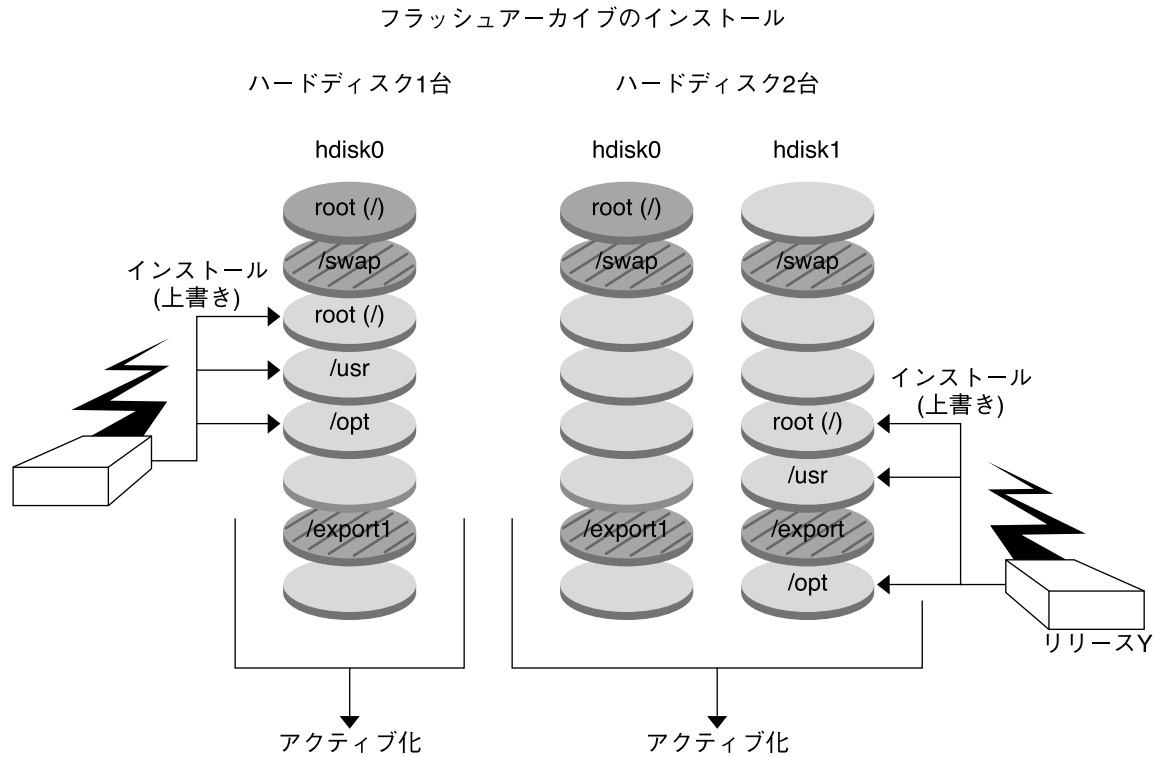 フラッシュアーカイブのインストール
ハードディスク1台
ハードディスク2台
hdisk0
hdisk0
hdisk1
root (/)
/swap
root (/)
/usr
/opt
/export1
インストール
(上書き)
root (/)
/swap
/export1
/swap
root (/)
/usr
/export
/opt
インストール
(上書き)
リリースY
アクティブ化
アクティブ化